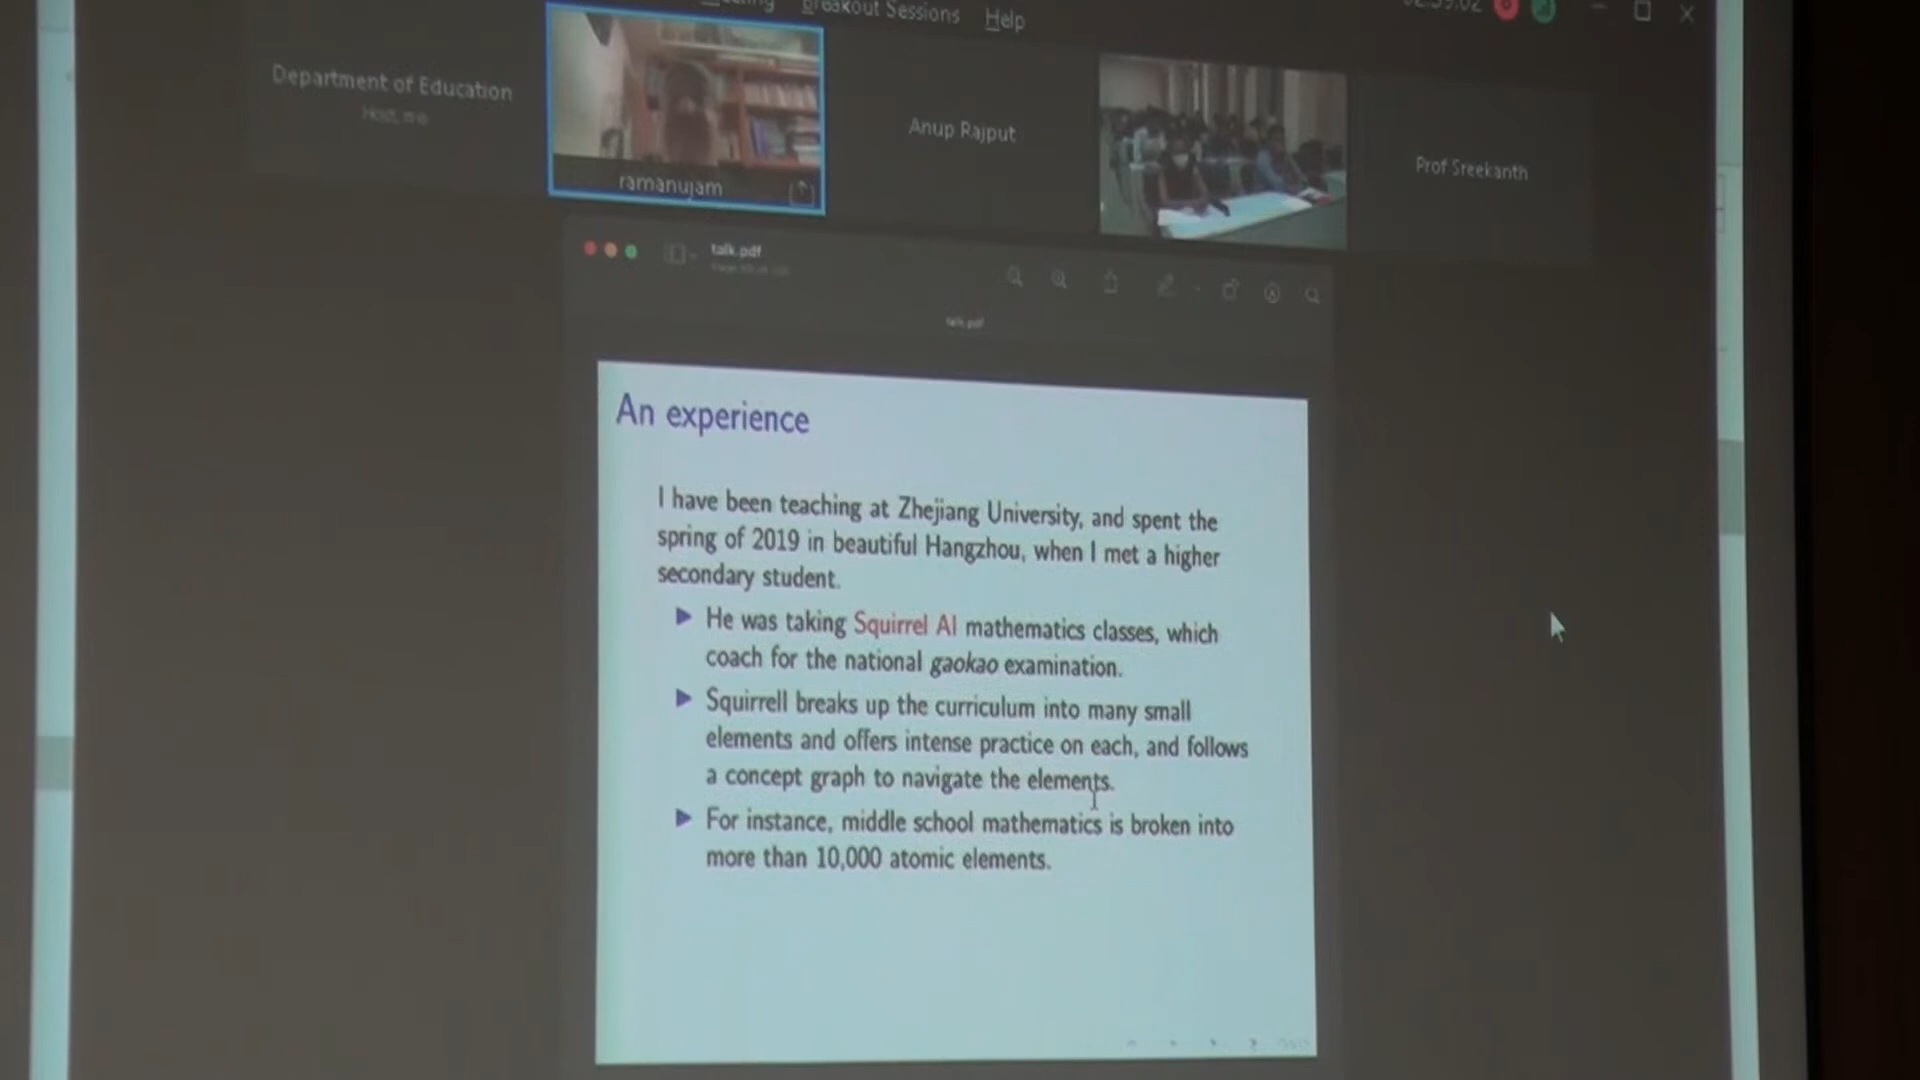 Breakout Sessions Help
Department of Education
ramanujam
Anup Rajput
Prof Sreekanth
talk.pdf
talk.pdf
An experience
I have been teaching at Zhejiang University, and spent the
spring of 2019 in beautiful Hangzhou, when I met a higher
secondary student.
► He was taking Squirrel AI mathematics classes, which
coach for the national gaokao examination.
► Squirrell breaks up the curriculum into many small
elements and offers intense practice on each, and follows
a concept graph to navigate the elements.
► For instance, middle school mathematics is broken into
more than 10,000 atomic elements.